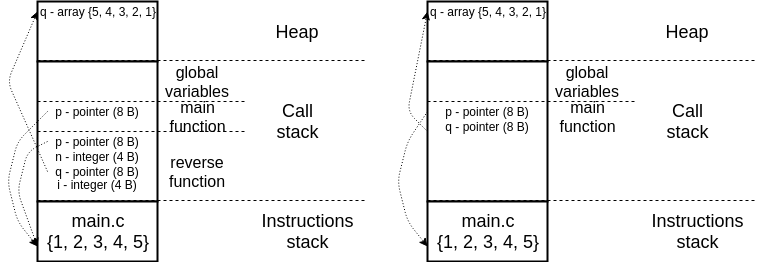 q - array {5, 4, 3, 2, 1}
Heap
global
variables
main
function
p - pointer (8 B)
Call
stack
p - pointer (8 B)
n - integer (4 B)
q - pointer (8 B)
i - integer (4 B)
reverse
function
main.c
{1, 2, 3, 4, 5}
Instructions
stack
q - array {5, 4, 3, 2, 1}
Heap
global
variables
main
function
p - pointer (8 B)
q - pointer (8 B)
Call
stack
main.c
{1, 2, 3, 4, 5}
Instructions
stack